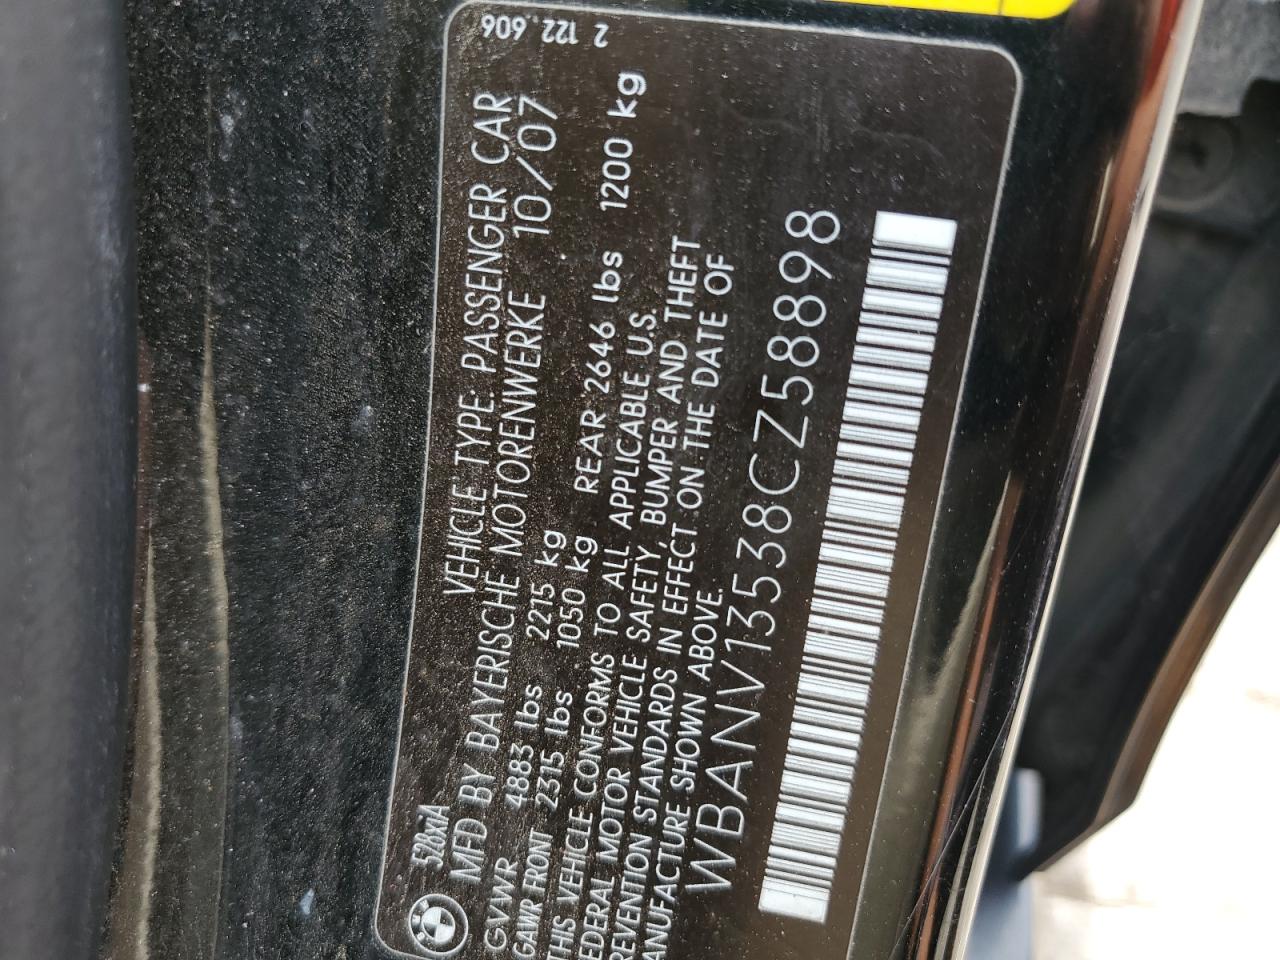 528xiA VEHICLE TYPE: PASSENGER CAR 2 122.606
MFD BY BAYERISCHE MOTORENWERKE 10/07
GVWR 4883 lbs 2215 kg
GAWR FRONT 2315 lbs 1050 kg REAR 2646 lbs 1200 kg
THIS VEHICLE CONFORMS TO ALL APPLICABLE U.S.
FEDERAL MOTOR VEHICLE SAFETY, BUMPER AND THEFT
PREVENTION STANDARDS IN EFFECT ON THE DATE OF
MANUFACTURE SHOWN ABOVE.
WBANV13538CZ58898